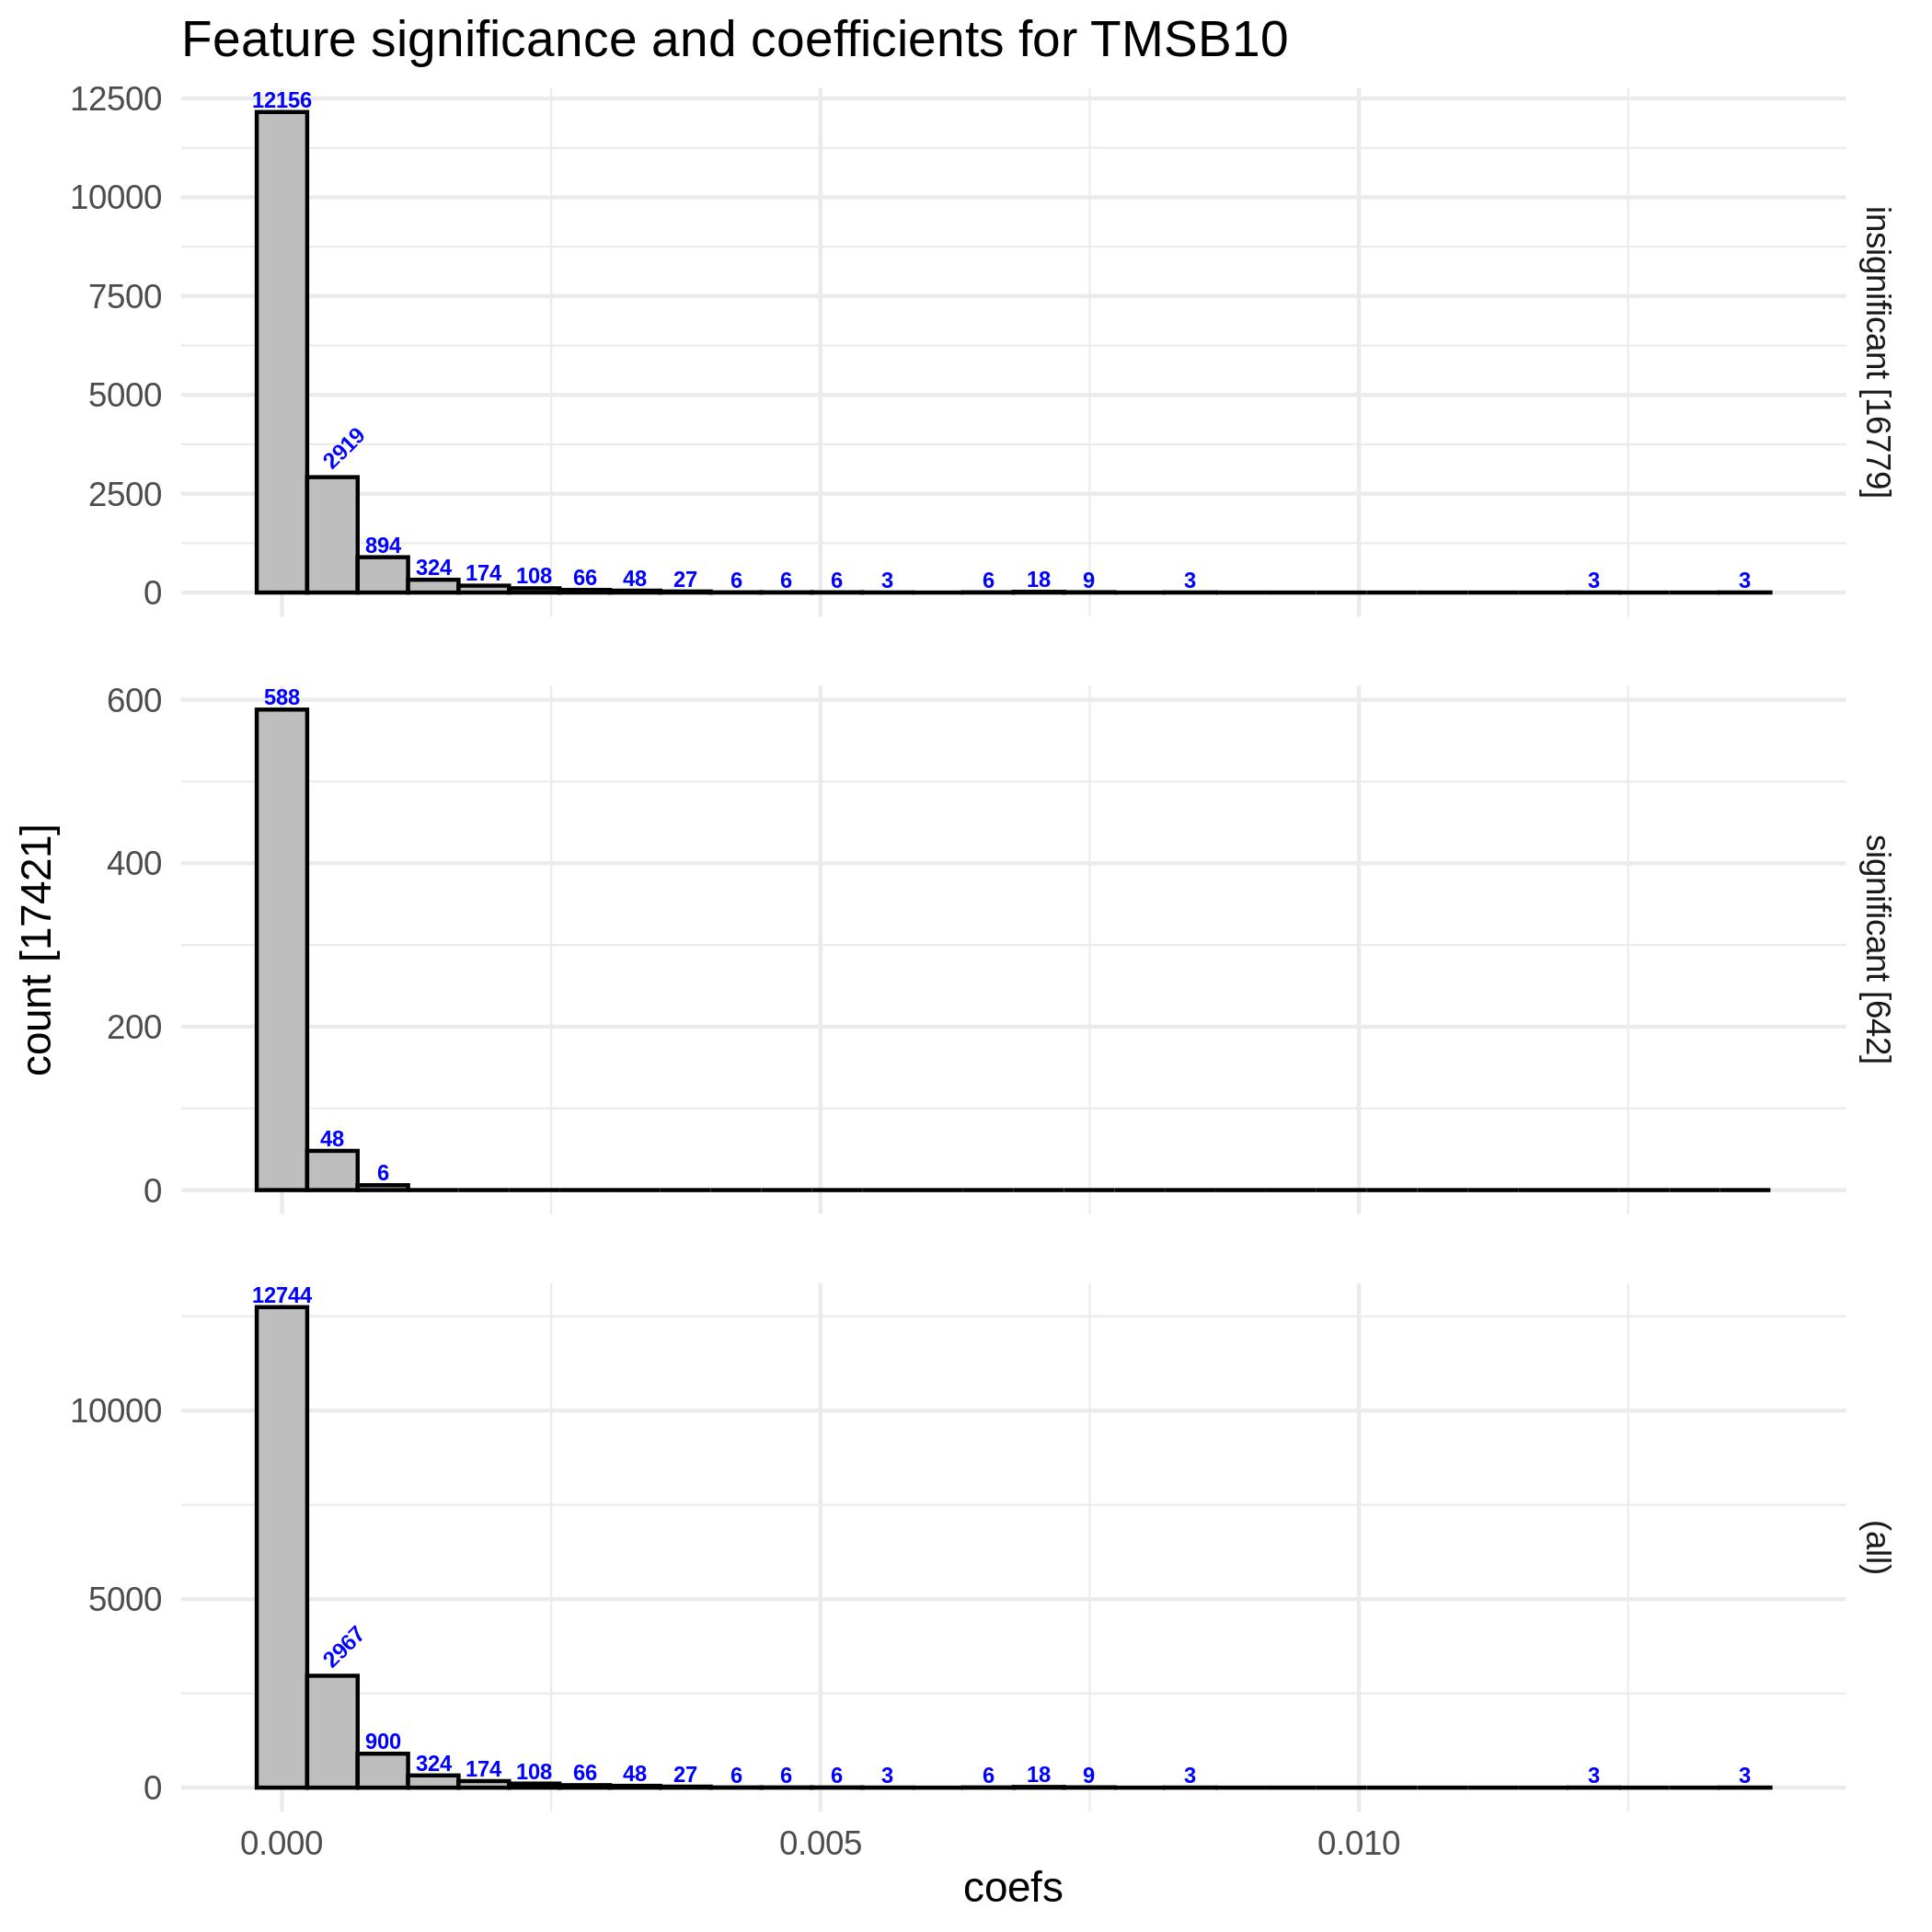 Feature significance and coefficients for TMSB10
count [17421]
12500
10000
7500
5000
2500
0
12156
2919
894
324 174 108 66 48 27 6 6 6 3 6 18 9 3 3 3
insignificant [16779]
600
400
200
0
588
48
6
significant [642]
10000
5000
0
12744
2967
900
324 174 108 66 48 27 6 6 6 3 6 18 9 3 3 3
(all)
0.000 0.005 0.010
coefs